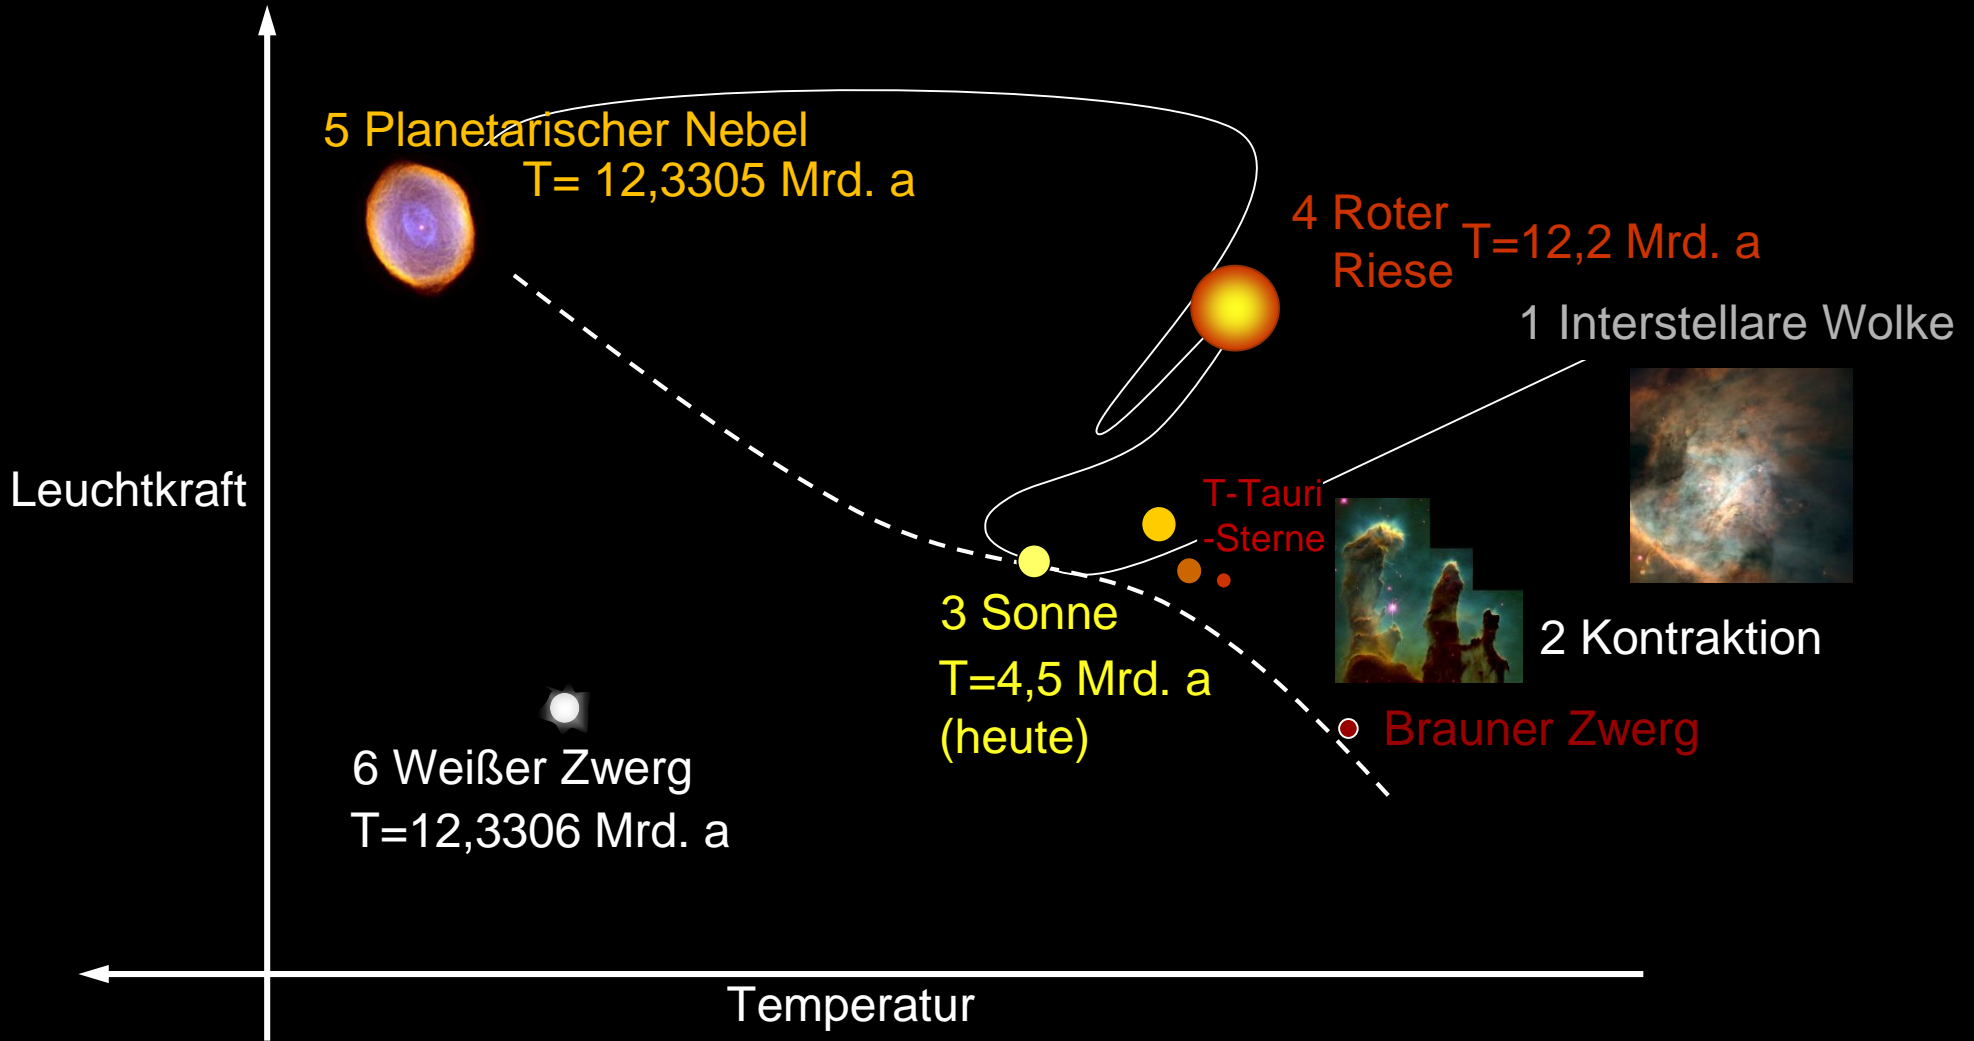 5 Planetarischer Nebel
T= 12,3305 Mrd. a
4 Roter
Riese
T=12,2 Mrd. a
1 Interstellare Wolke
Leuchtkraft
T-Tauri
-Sterne
3 Sonne
T=4,5 Mrd. a
(heute)
2 Kontraktion
Brauner Zwerg
6 Weißer Zwerg
T=12,3306 Mrd. a
Temperatur